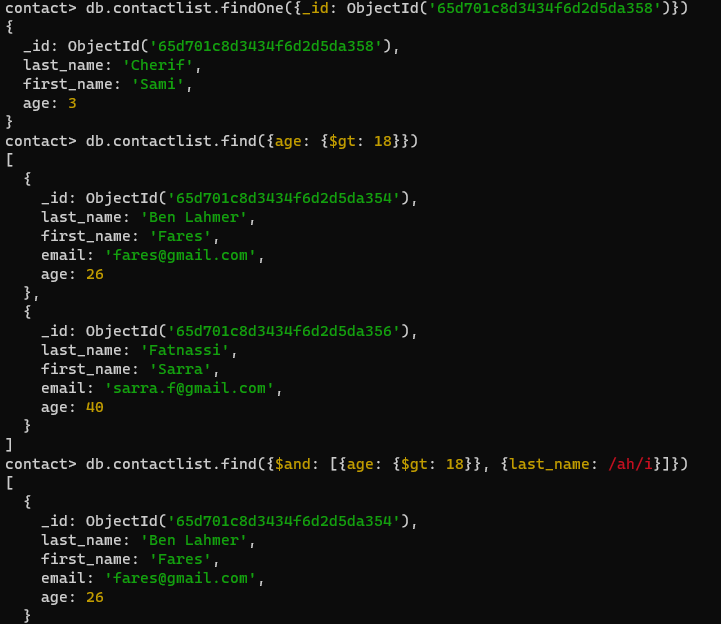 contact> db.contactlist.findOne({_id: ObjectId('65d701c8d3434f6d2d5da358')})
{
  _id: ObjectId('65d701c8d3434f6d2d5da358'),
  last_name: 'Cherif',
  first_name: 'Sami',
  age: 3
}
contact> db.contactlist.find({age: {$gt: 18}})
[
  {
    _id: ObjectId('65d701c8d3434f6d2d5da354'),
    last_name: 'Ben Lahmer',
    first_name: 'Fares',
    email: 'fares@gmail.com',
    age: 26
  },
  {
    _id: ObjectId('65d701c8d3434f6d2d5da356'),
    last_name: 'Fatnassi',
    first_name: 'Sarra',
    email: 'sarra.f@gmail.com',
    age: 40
  }
]
contact> db.contactlist.find({$and: [{age: {$gt: 18}}, {last_name: /ah/i}]})
[
  {
    _id: ObjectId('65d701c8d3434f6d2d5da354'),
    last_name: 'Ben Lahmer',
    first_name: 'Fares',
    email: 'fares@gmail.com',
    age: 26
  }